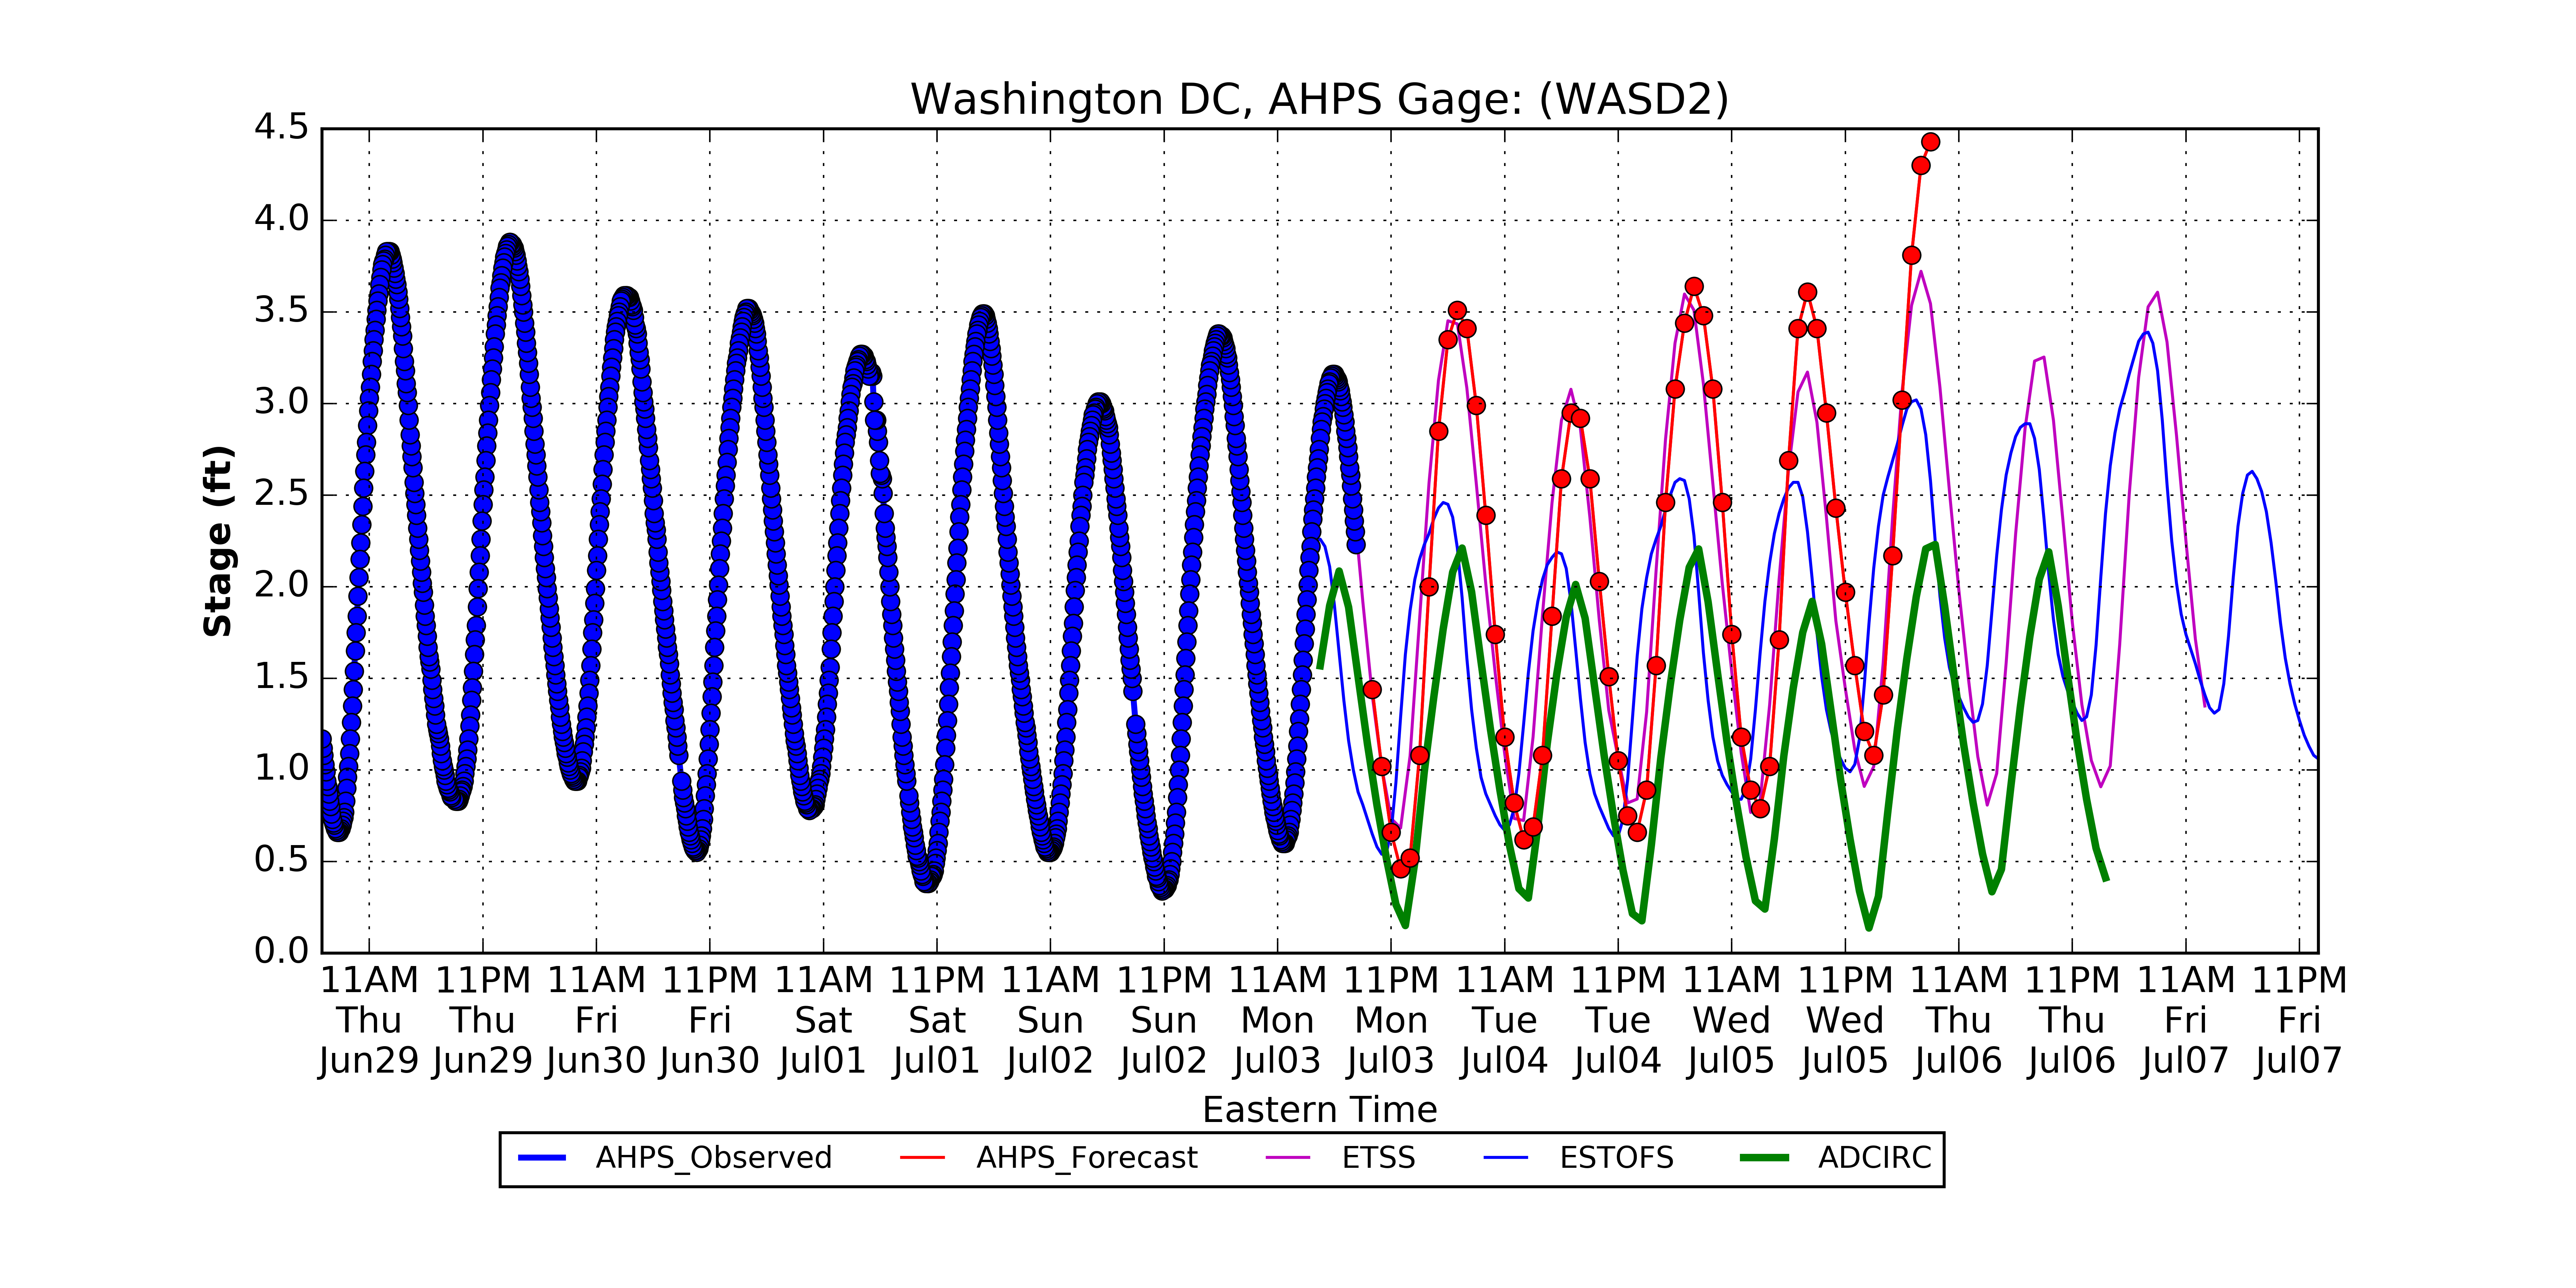 Washington DC, AHPS Gage: (WASD2)
4.5
4.0
3.5
3.0
2.5
2.0
1.5
1.0
0.5
0.0
Stage (ft)
11AM 11PM 11AM 11PM 11AM 11PM 11AM 11PM 11AM 11PM 11AM 11PM 11AM 11PM 11AM 11PM 11AM 11PM
Thu Thu Fri Fri Sat Sat Sun Sun Mon Mon Tue Tue Wed Wed Thu Thu Fri Fri
Jun29 Jun29 Jun30 Jun30 Jul01 Jul01 Jul02 Jul02 Jul03 Jul03 Jul04 Jul04 Jul05 Jul05 Jul06 Jul06 Jul07 Jul07
Eastern Time
AHPS_Observed AHPS_Forecast ETSS ESTOFS ADCIRC